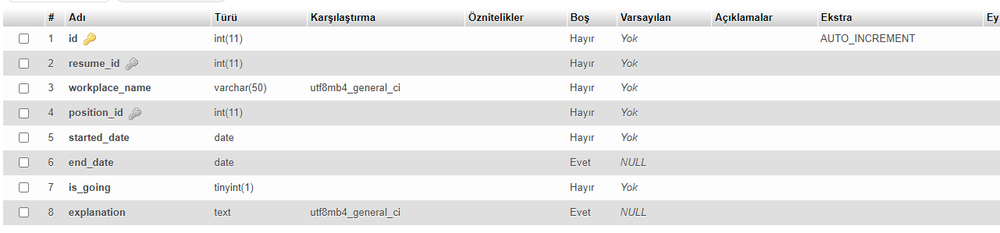 # Adı Türü Karşılaştırma Öznitelikler Boş Varsayılan Açıklamalar Ekstra Ey
1 id int(11) Hayır Yok AUTO_INCREMENT
2 resume_id int(11) Hayır Yok
3 workplace_name varchar(50) utf8mb4_general_ci Hayır Yok
4 position_id int(11) Hayır Yok
5 started_date date Hayır Yok
6 end_date date Evet NULL
7 is_going tinyint(1) Hayır Yok
8 explanation text utf8mb4_general_ci Evet NULL